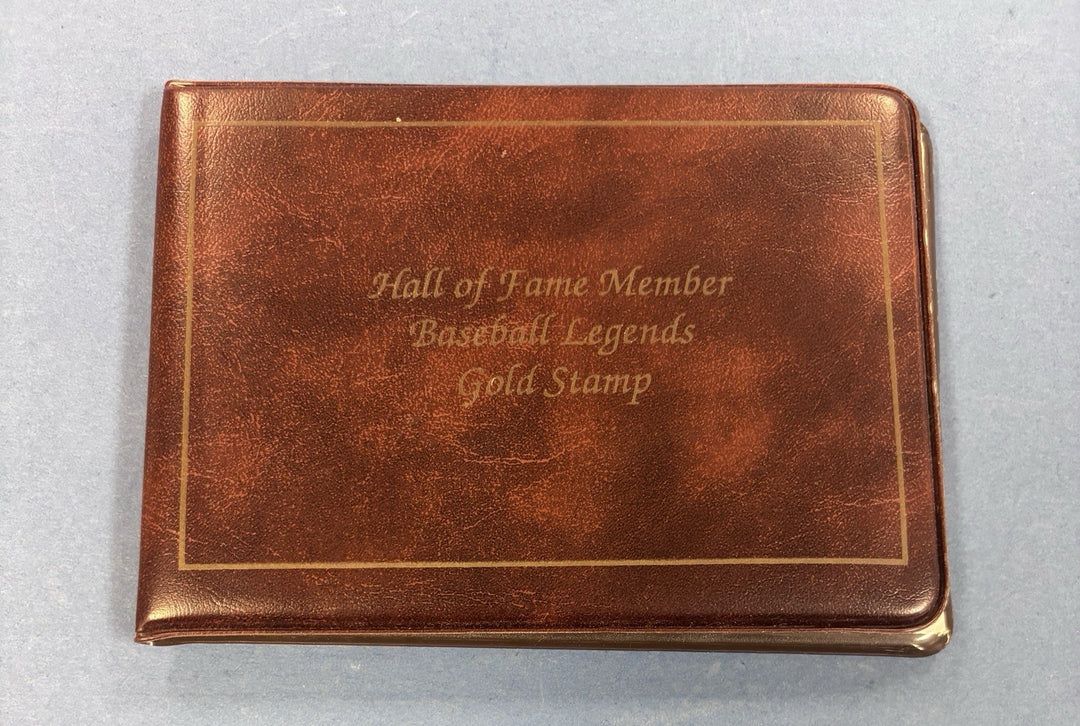 Hall of Fame Member
Baseball Legends
Gold Stamp